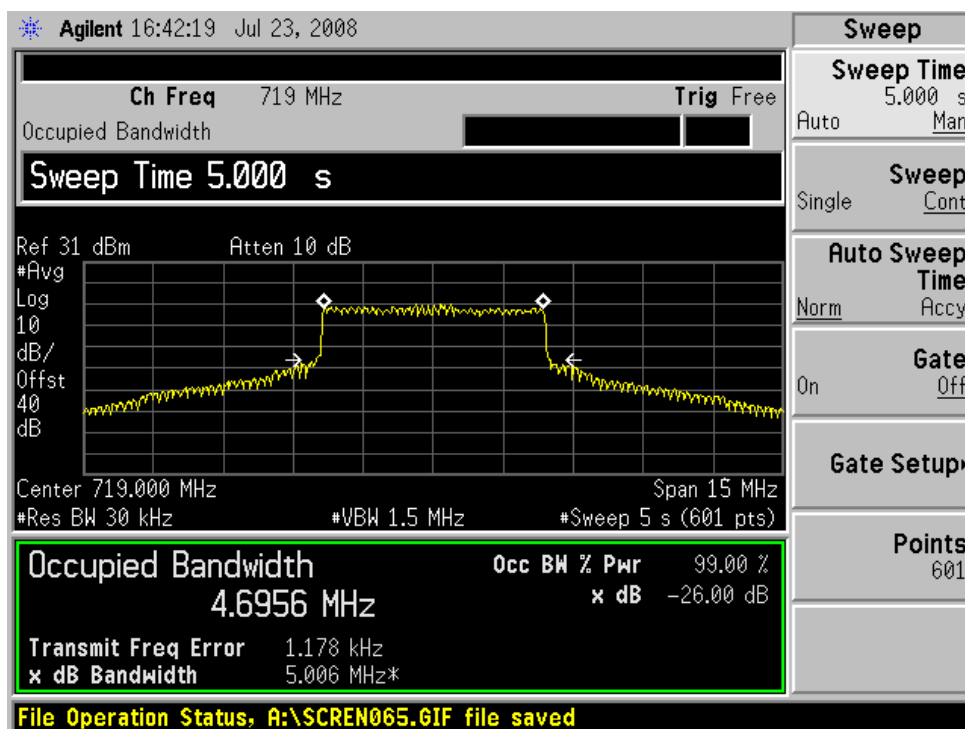 Agilent 16:42:19 Jul 23, 2008
Sweep
Ch Freq 719 MHz Trig Free
Occupied Bandwidth
Sweep Time 5.000 s
Ref 31 dBm Atten 10 dB
#Avg
Log
10
dB/
Offst
40
dB
Center 719.000 MHz Span 15 MHz
#Res BW 30 kHz #VBW 1.5 MHz #Sweep 5 s (601 pts)
Occupied Bandwidth Occ BW % Pwr 99.00 %
4.6956 MHz x dB -26.00 dB
Transmit Freq Error 1.178 kHz
x dB Bandwidth 5.006 MHz*
File Operation Status, A:\SCREN065.GIF file saved
Sweep Time
5.000 s
Auto Man
Sweep
Single Cont
Auto Sweep
Time
Norm Accy
Gate
On Off
Gate Setup
Points
601